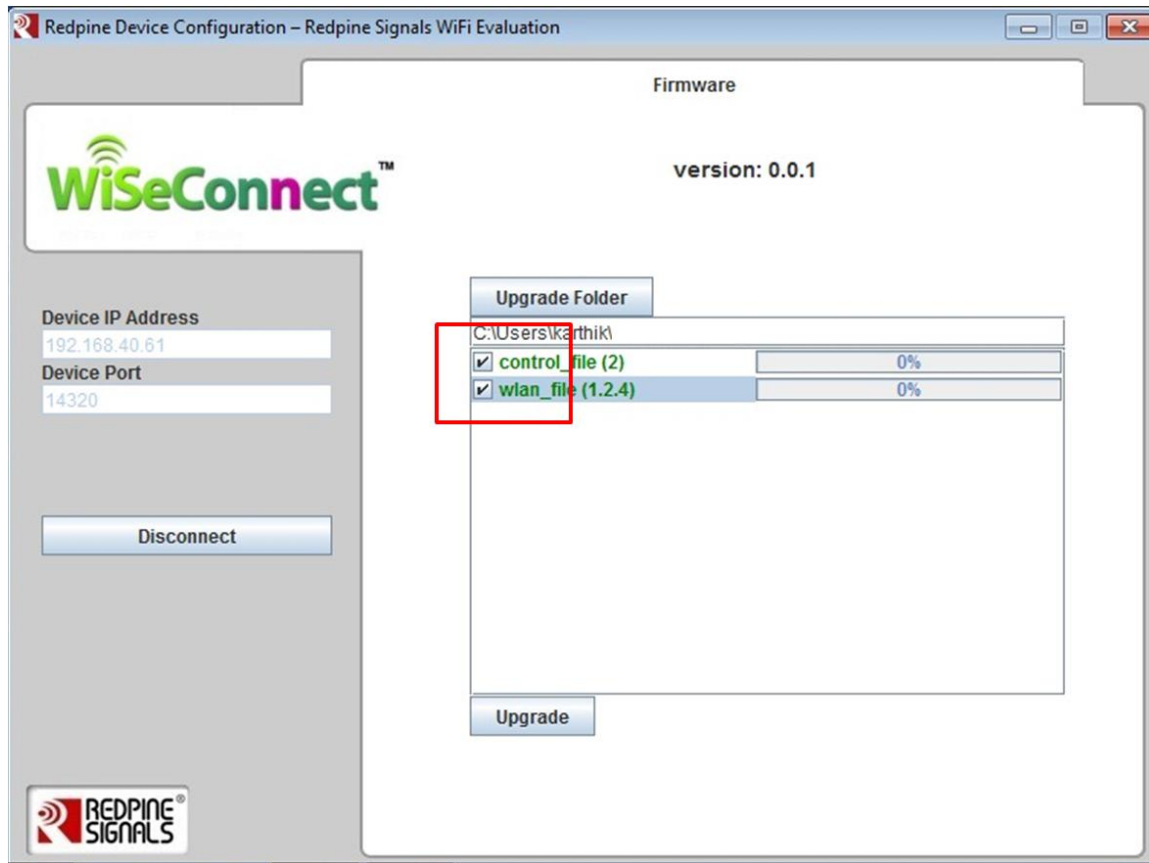 Redpine Device Configuration – Redpine Signals WiFi Evaluation
Firmware
WiSeConnect™
version: 0.0.1
Upgrade Folder
C:\Users\karthik\
control_file (2) 0%
wlan_file (1.2.4) 0%
Device IP Address
192.168.40.61
Device Port
14320
Disconnect
Upgrade
REDPINE®
SIGNALS